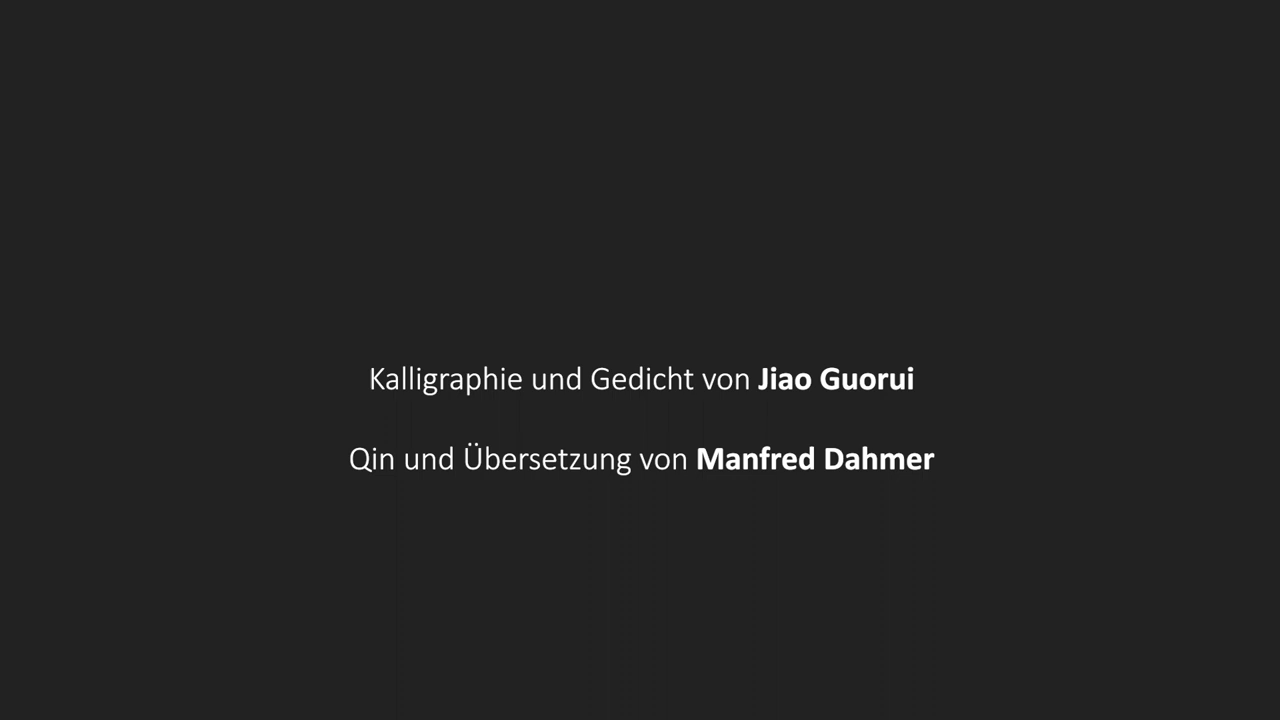 Kalligraphie und Gedicht von Jiao Guorui
Qin und Übersetzung von Manfred Dahmer